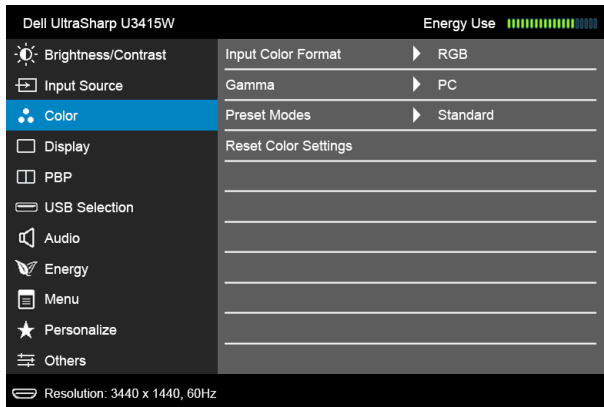 Dell UltraSharp U3415W Energy Use
Brightness/Contrast Input Color Format RGB
Input Source Gamma PC
Color Preset Modes Standard
Display Reset Color Settings
PBP
USB Selection
Audio
Energy
Menu
Personalize
Others
Resolution: 3440 x 1440, 60Hz